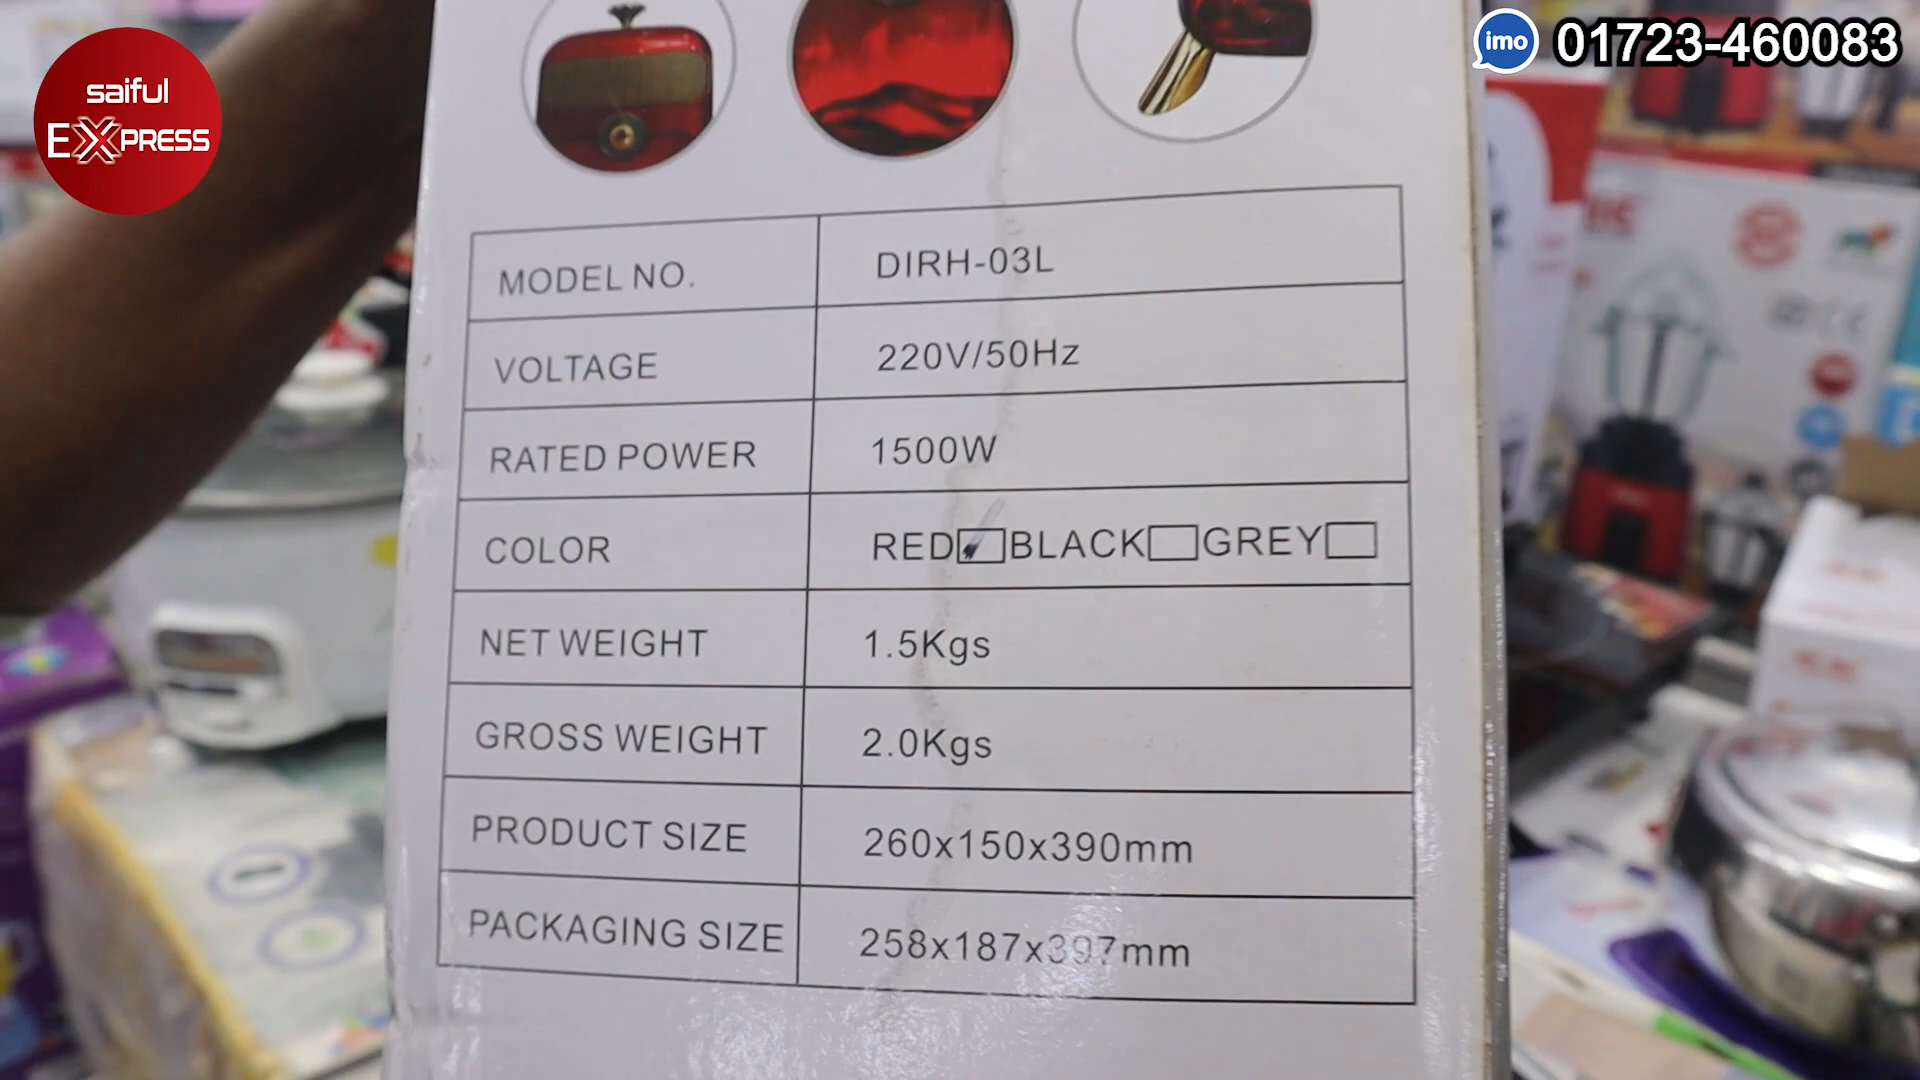 saiful
EXPRESS
imo 01723-460083
MODEL NO. DIRH-03L
VOLTAGE 220V/50Hz
RATED POWER 1500W
COLOR RED BLACK GREY
NET WEIGHT 1.5Kgs
GROSS WEIGHT 2.0Kgs
PRODUCT SIZE 260x150x390mm
PACKAGING SIZE 258x187x397mm